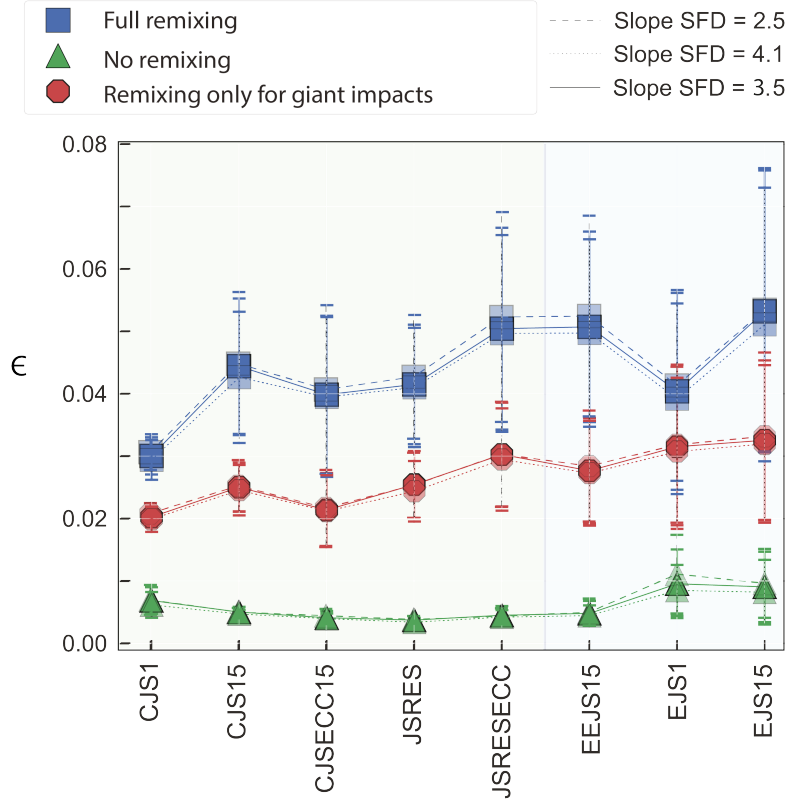 Full remixing
No remixing
Remixing only for giant impacts
Slope SFD = 2.5
Slope SFD = 4.1
Slope SFD = 3.5
0.08
0.06
0.04
0.02
0.00
ϵ
CJS1
CJS15
CJSECC15
JSRES
JSRESECC
EEJS15
EJS1
EJS15